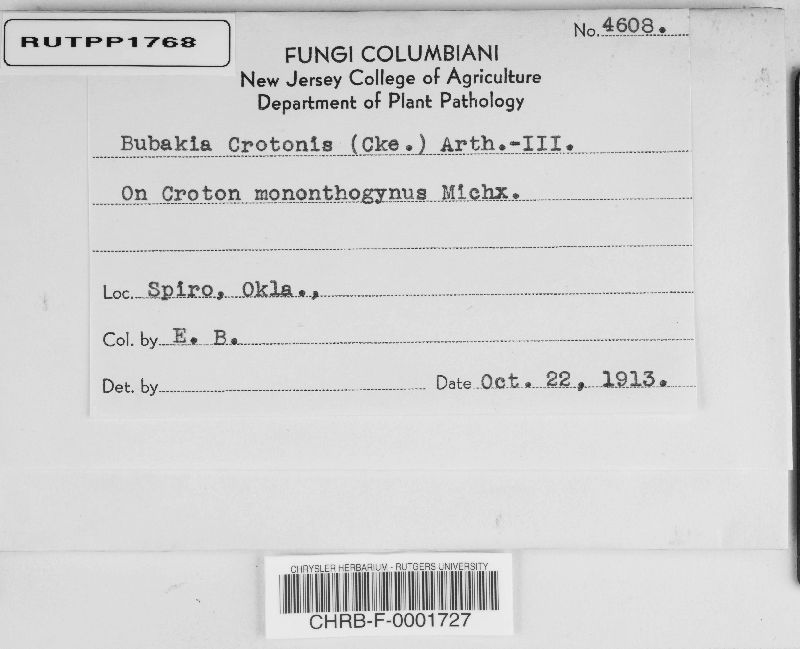 RUTPP1768
No. 4608.
FUNGI COLUMBIANI
New Jersey College of Agriculture
Department of Plant Pathology
Bubakia Crotonis (Cke.) Arth.-III.
On Croton mononthogynus Michx.
Loc. Spiro, Okla.,
Col. by E. B.
Det. by
Date Oct. 22, 1913.
CHRYSLER HERBARIUM - RUTGERS UNIVERSITY
CHRB-F-0001727